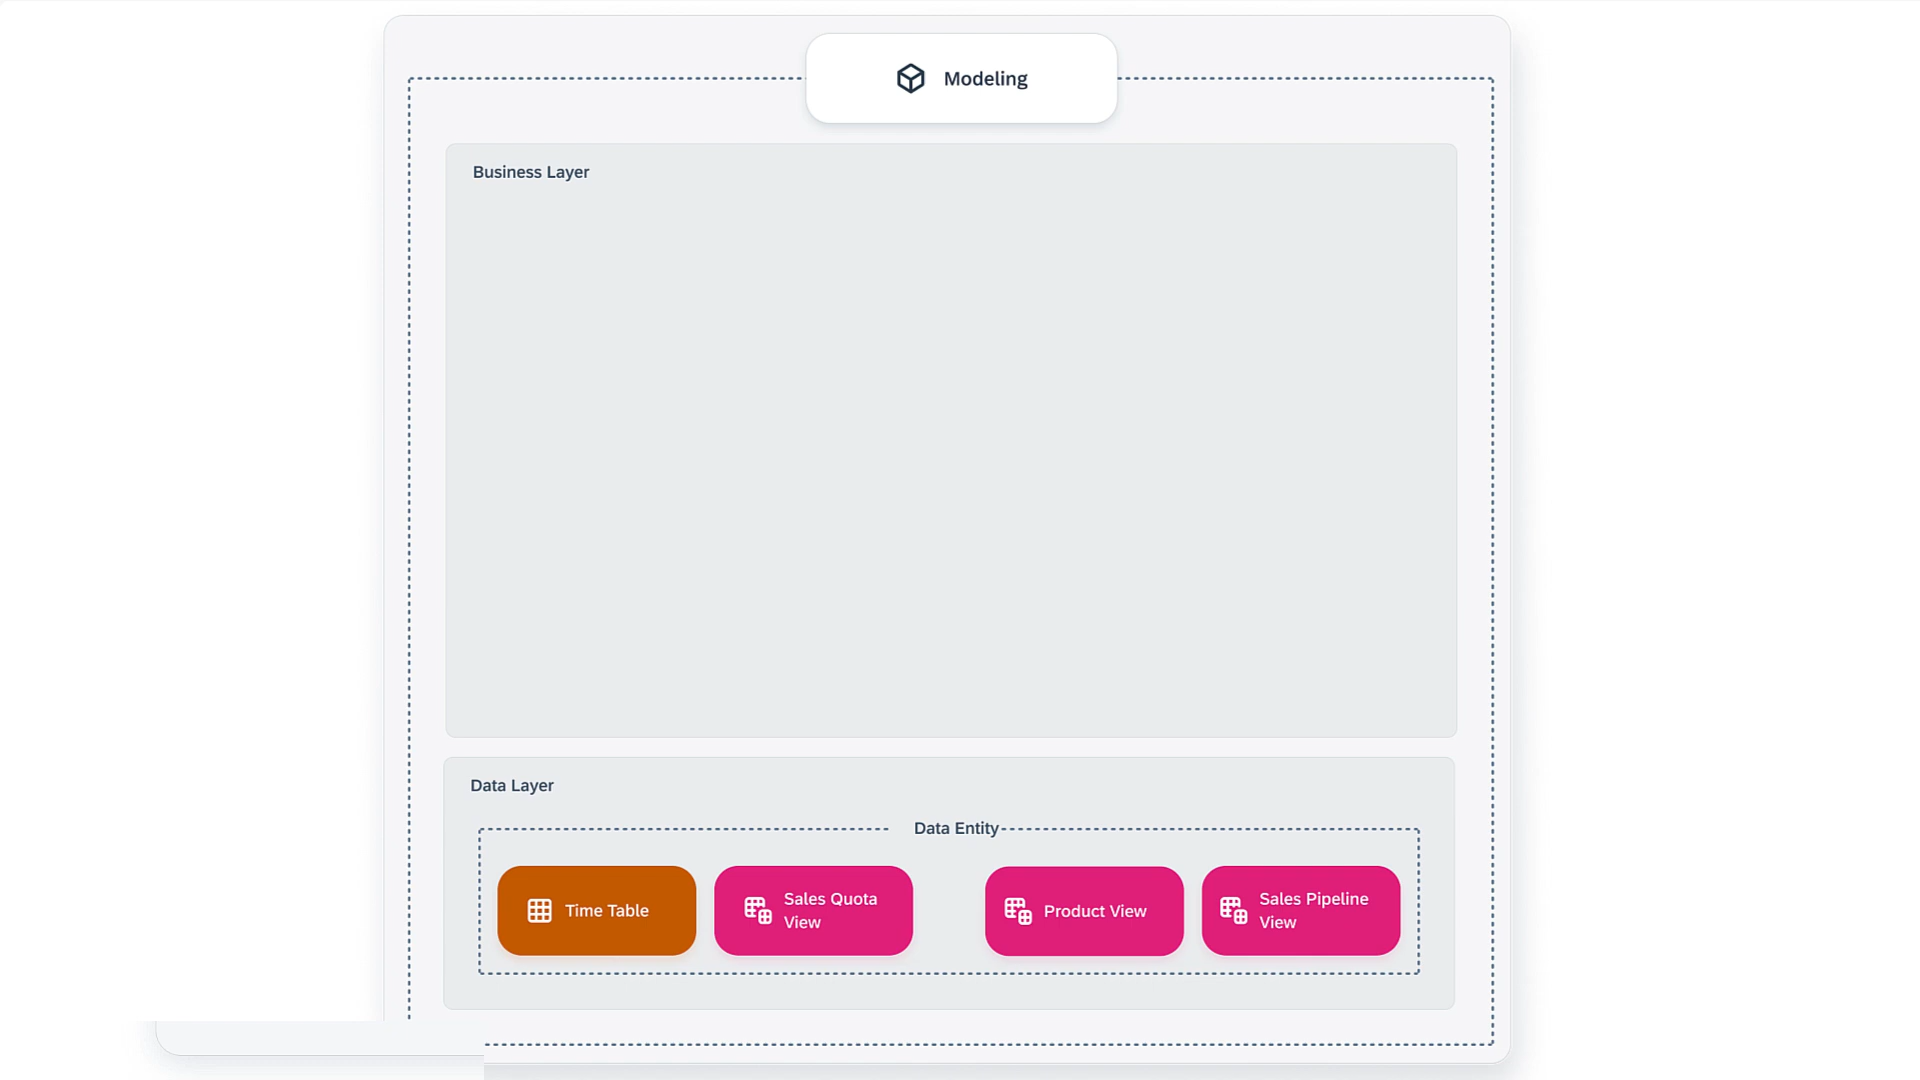 Modeling
Business Layer
Data Layer
Data Entity
Time Table
Sales Quota
View
Product View
Sales Pipeline
View